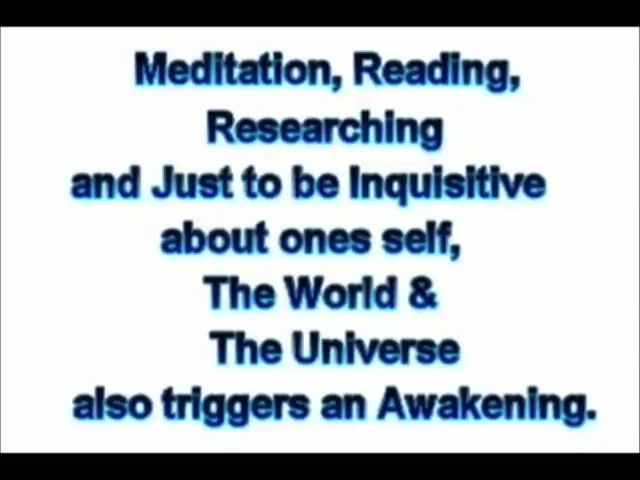 Meditation, Reading,
Researching
and Just to be Inquisitive
about ones self,
The World &
The Universe
also triggers an Awakening.